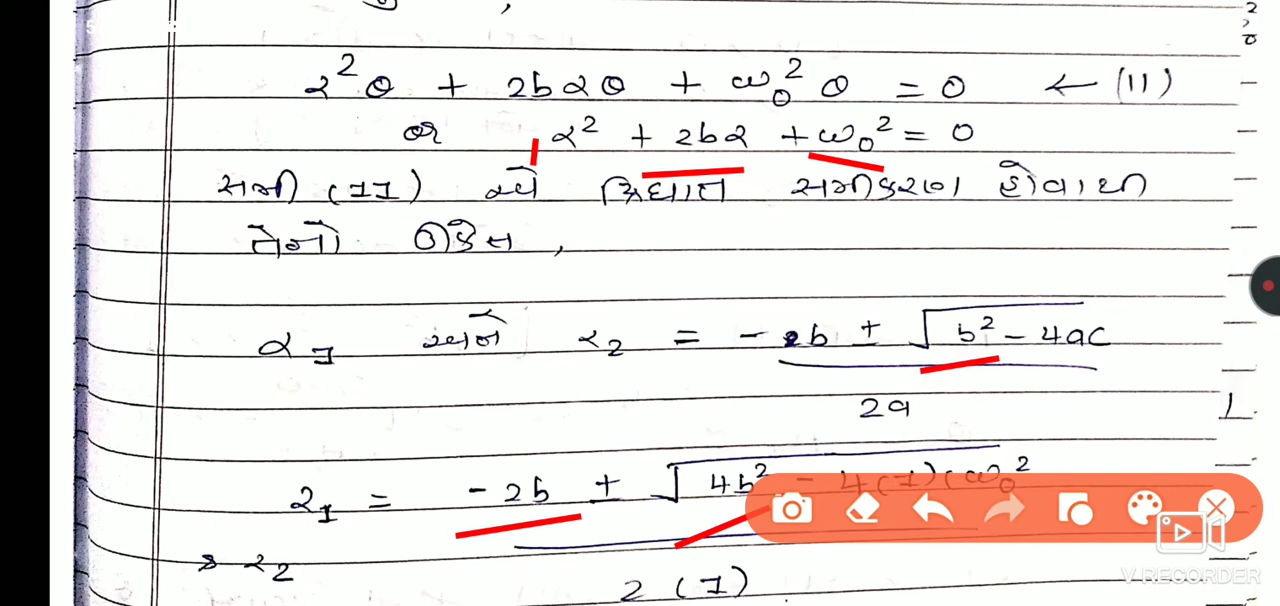 α²θ + 2bαθ + ω₀²θ = 0 ← (11)
or α² + 2bα + ω₀² = 0
સમી (11) એ દ્વિઘાત સમીકરણ હોવાથી
તેનો ઉકેલ,
α₁ અને α₂ = -b ± √b² - 4ac
2a
α₁ = -2b ± √4b² - 4(1)(ω₀²
& α₂
2(1)
V RECORDER